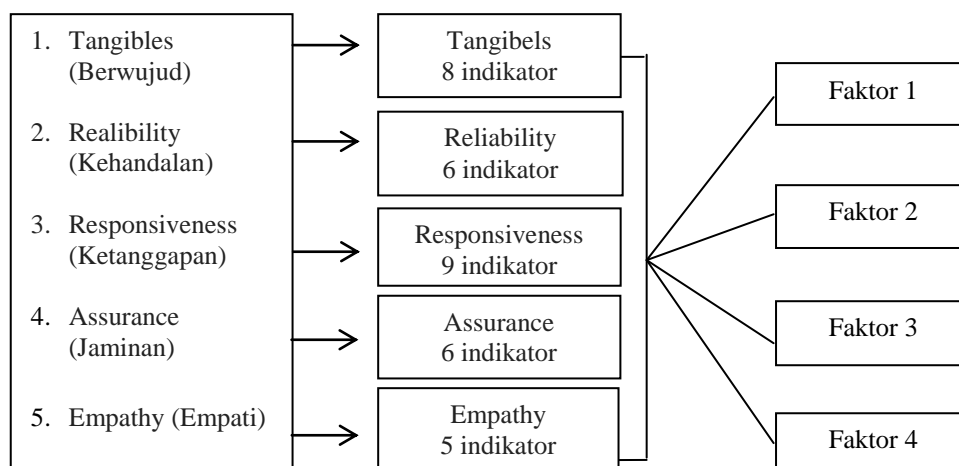 1. Tangibles
(Berwujud)
2. Realibility
(Kehandalan)
3. Responsiveness
(Ketanggapan)
4. Assurance
(Jaminan)
5. Empathy (Empati)
Tangibels
8 indikator
Reliability
6 indikator
Responsiveness
9 indikator
Assurance
6 indikator
Empathy
5 indikator
Faktor 1
Faktor 2
Faktor 3
Faktor 4